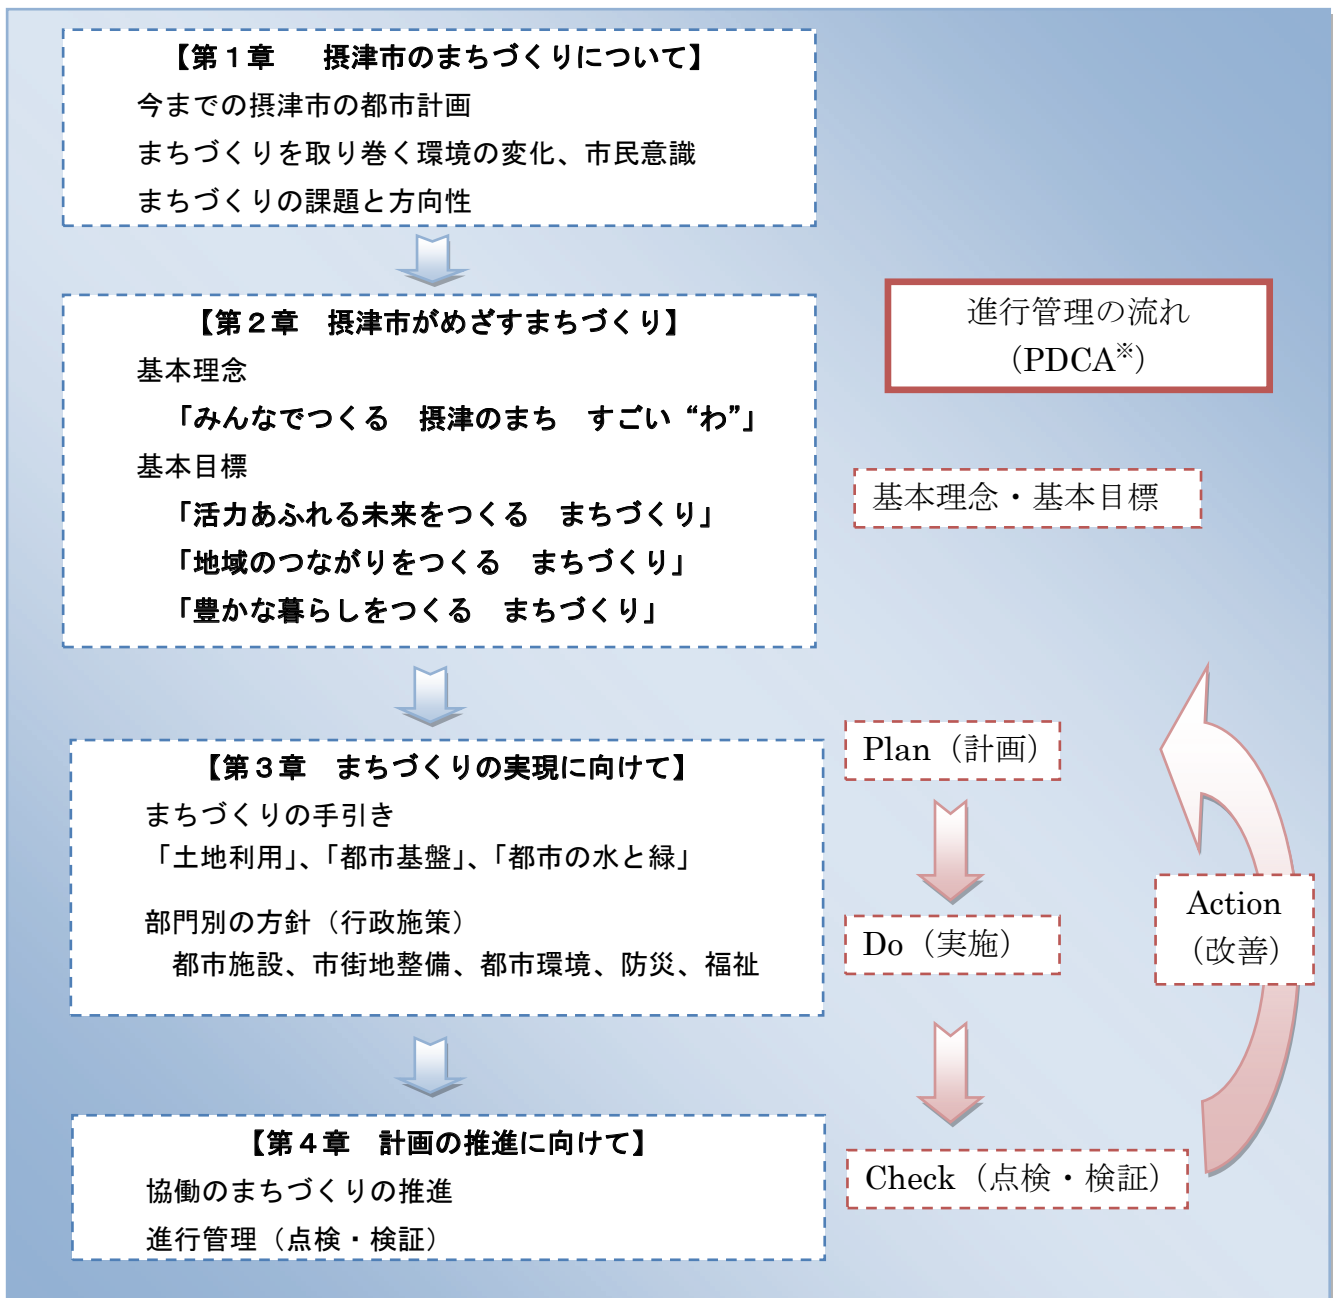 【第１章　摂津市のまちづくりについて】
今までの摂津市の都市計画
まちづくりを取り巻く環境の変化、市民意識
まちづくりの課題と方向性
【第２章　摂津市がめざすまちづくり】
基本理念
「みんなでつくる　摂津のまち　すごい“わ”」
基本目標
「活力あふれる未来をつくる　まちづくり」
「地域のつながりをつくる　まちづくり」
「豊かな暮らしをつくる　まちづくり」
【第３章　まちづくりの実現に向けて】
まちづくりの手引き
「土地利用」、「都市基盤」、「都市の水と緑」
部門別の方針（行政施策）
都市施設、市街地整備、都市環境、防災、福祉
【第４章　計画の推進に向けて】
協働のまちづくりの推進
進行管理（点検・検証）
進行管理の流れ
（PDCA※）
基本理念・基本目標
Plan（計画）
Do（実施）
Check（点検・検証）
Action
（改善）